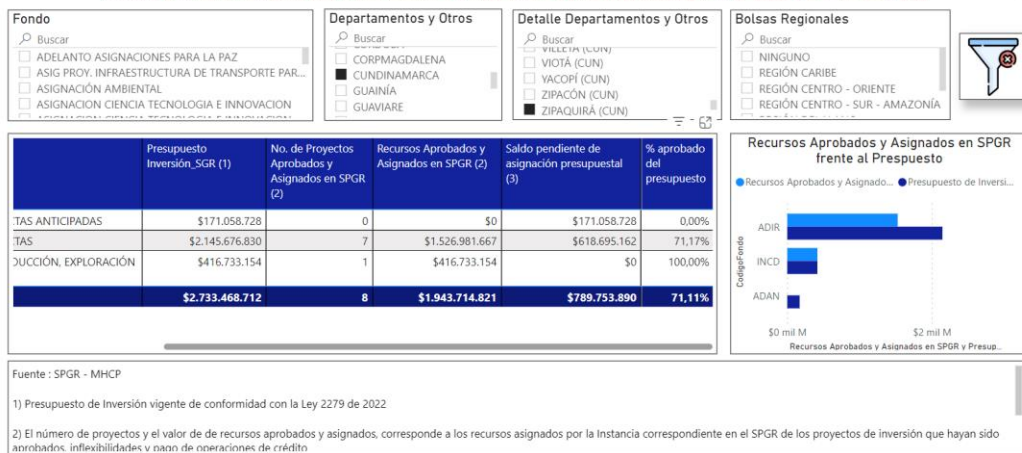 Fondo
Buscar
ADELANTO ASIGNACIONES PARA LA PAZ
ASIG PROY. INFRAESTRUCTURA DE TRANSPORTE PAR...
ASIGNACIÓN AMBIENTAL
ASIGNACION CIENCIA TECNOLOGIA E INNOVACION
Departamentos y Otros
Buscar
CORPMAGDALENA
CUNDINAMARCA
GUAINÍA
GUAVIARE
Detalle Departamentos y Otros
Buscar
VILLETA (CUN)
VIOTÁ (CUN)
YACOPÍ (CUN)
ZIPACÓN (CUN)
ZIPAQUIRÁ (CUN)
Bolsas Regionales
Buscar
NINGUNO
REGIÓN CARIBE
REGIÓN CENTRO - ORIENTE
REGIÓN CENTRO - SUR - AMAZONÍA
Presupuesto Inversión_SGR (1)
No. de Proyectos Aprobados y Asignados en SPGR (2)
Recursos Aprobados y Asignados en SPGR (2)
Saldo pendiente de asignación presupuestal (3)
% aprobado del presupuesto
TAS ANTICIPADAS $171.058.728 0 $0 $171.058.728 0,00%
TAS $2.145.676.830 7 $1.526.981.667 $618.695.162 71,17%
DUCCIÓN, EXPLORACIÓN $416.733.154 1 $416.733.154 $0 100,00%
$2.733.468.712 8 $1.943.714.821 $789.753.890 71,11%
Recursos Aprobados y Asignados en SPGR
frente al Prespuesto
Recursos Aprobados y Asignado... Presupuesto de Inversi...
CodigoFondo
ADIR
INCD
ADAN
$0 mil M $2 mil M
Recursos Aprobados y Asignados en SPGR y Presup...
Fuente : SPGR - MHCP
1) Presupuesto de Inversión vigente de conformidad con la Ley 2279 de 2022
2) El número de proyectos y el valor de de recursos aprobados y asignados, corresponde a los recursos asignados por la Instancia correspondiente en el SPGR de los proyectos de inversión que hayan sido
aprobados, inflexibilidades y pago de operaciones de crédito